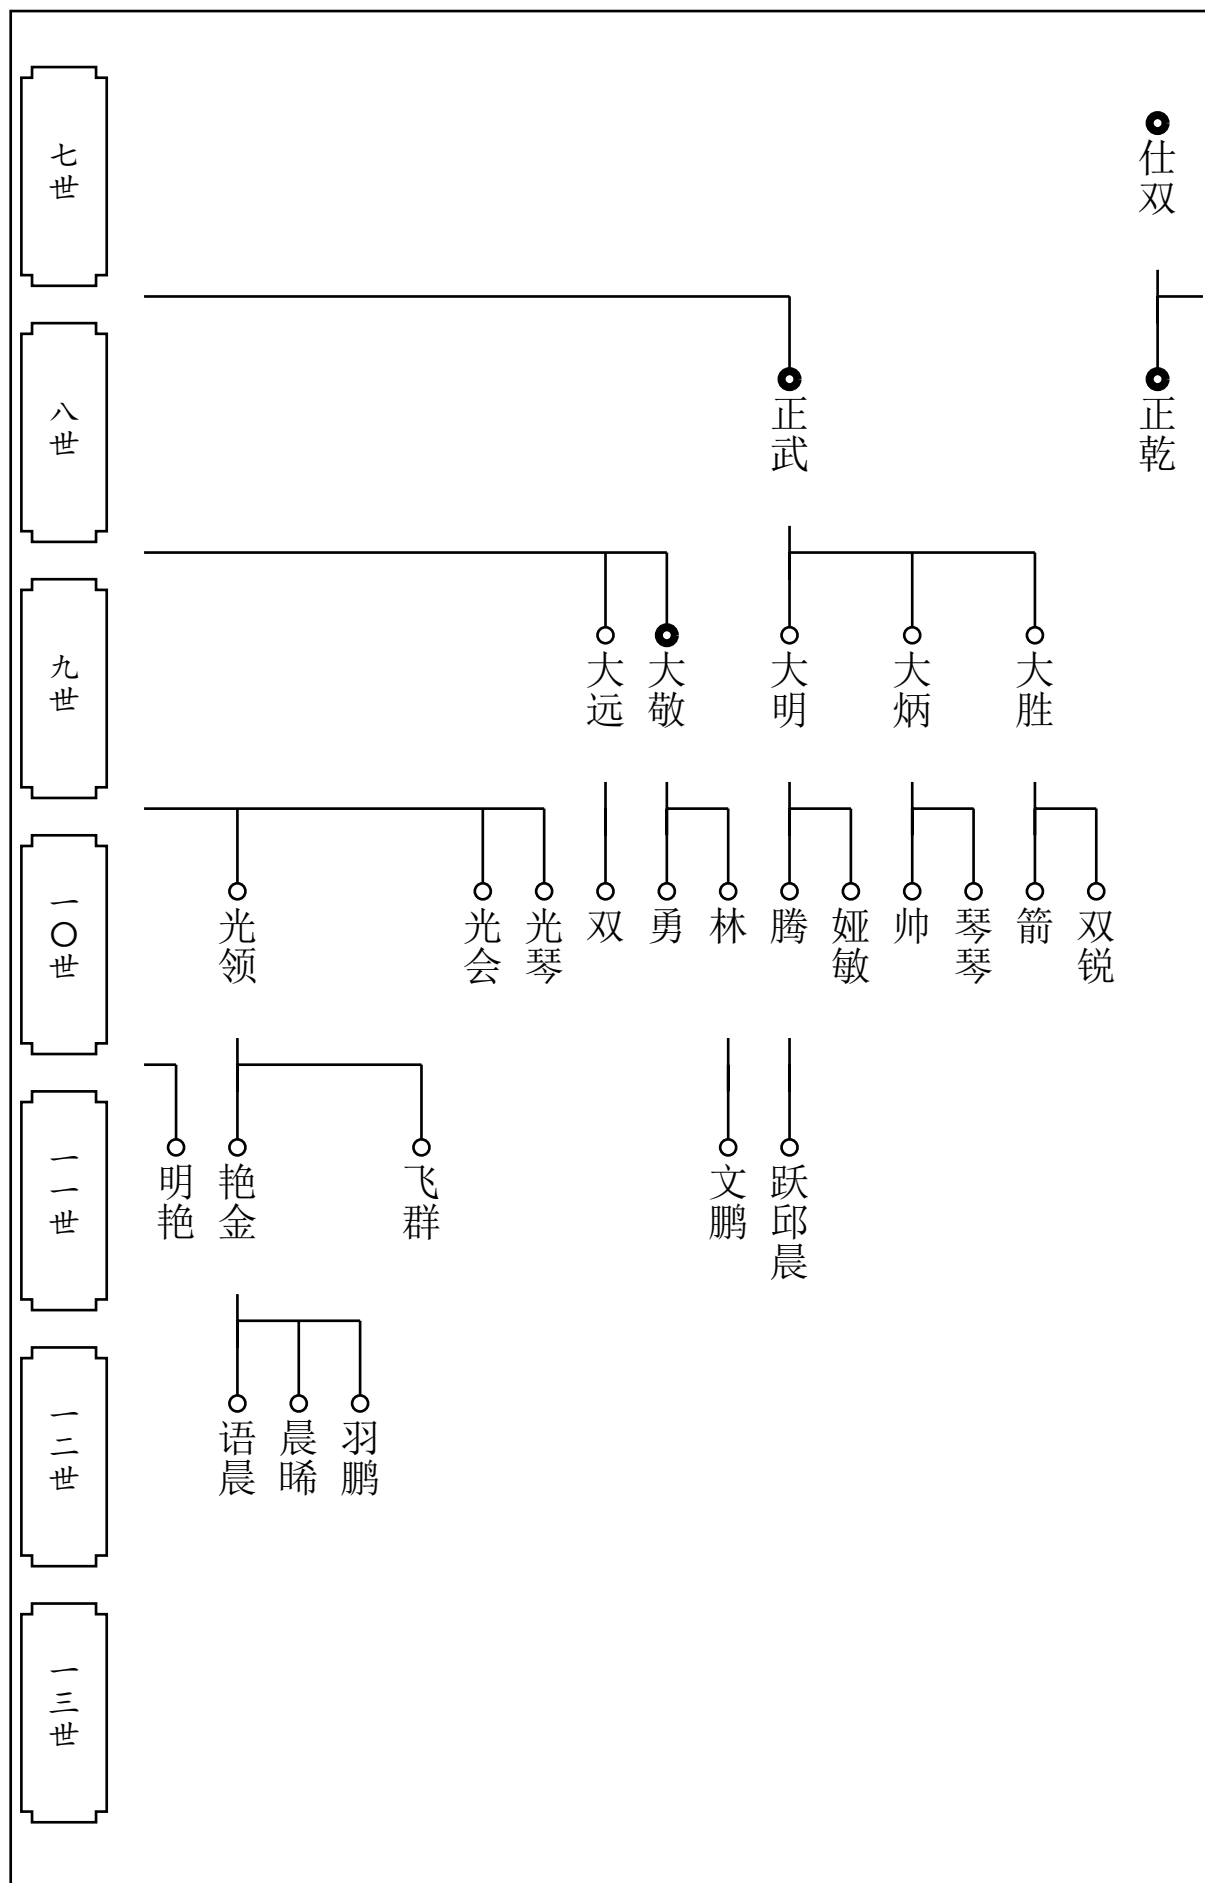 七世
仕双
八世
正乾
正武
九世
大胜
大炳
大明
大敬
大远
一〇世
双锐
箭
琴琴
帅
娅敏
腾
林
勇
双
光琴
光会
光领
一一世
跃邱晨
文鹏
飞群
艳金
明艳
一二世
羽鹏
晨晞
语晨
一三世